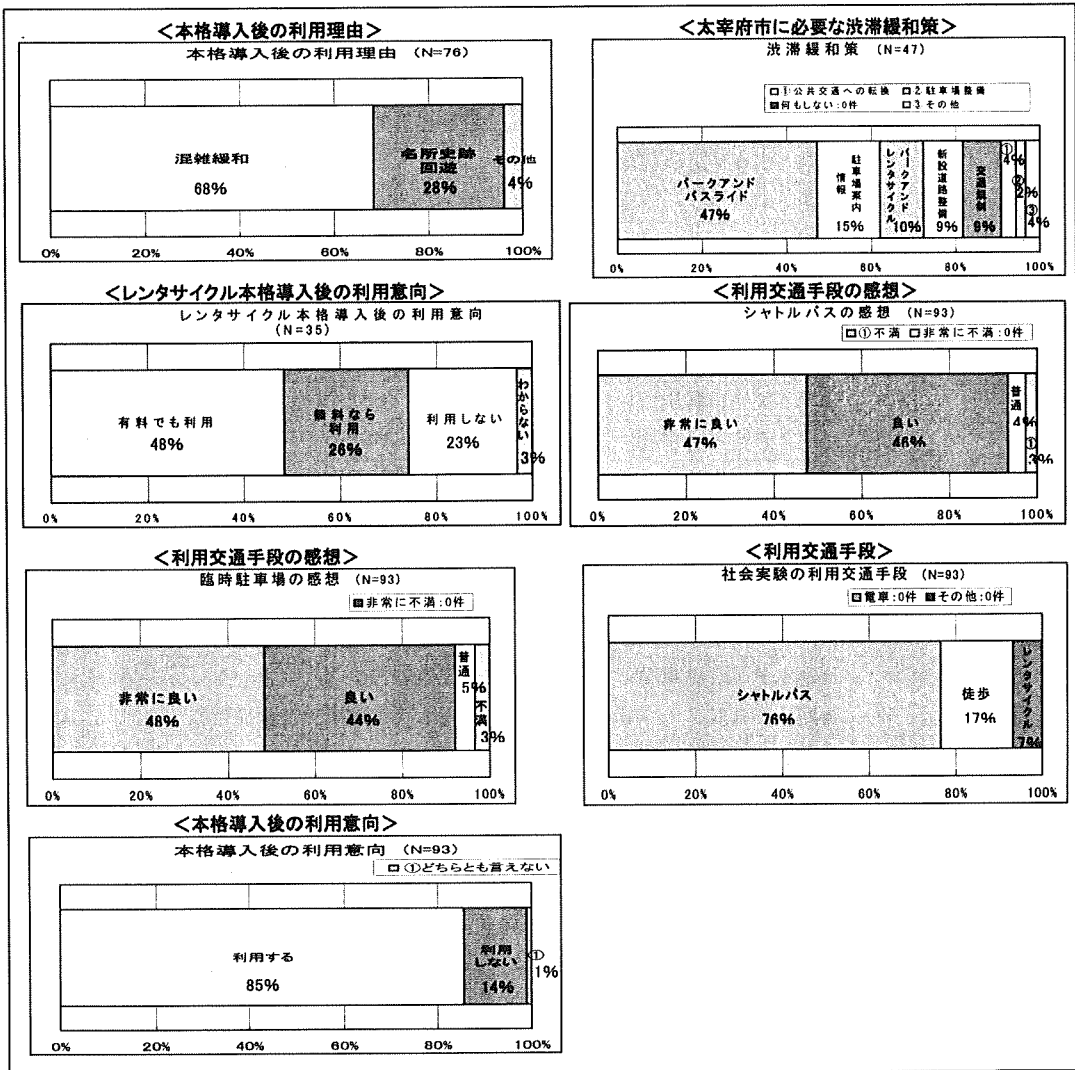 ＜本格導入後の利用理由＞
本格導入後の利用理由 (N=76)
混雑緩和
68%
名所史跡
回遊
28%
その他
4%
0% 20% 40% 60% 80% 100%
＜太宰府市に必要な渋滞緩和策＞
渋滞緩和策 (N=47)
①公共交通への転換 2.駐車場整備
何もしない:0件 3.その他
パークアンド
バスライド
47%
駐車場案内
情報
15%
パークアンド
レンタサイクル
10%
新設道路整備
9%
交通規制
9%
①
4%
②
2%
③
4%
0% 20% 40% 60% 80% 100%
＜レンタサイクル本格導入後の利用意向＞
レンタサイクル本格導入後の利用意向
(N=35)
有料でも利用
48%
無料なら
利用
26%
利用しない
23%
わからない
3%
0% 20% 40% 60% 80% 100%
＜利用交通手段の感想＞
シャトルバスの感想 (N=93)
①不満 非常に不満:0件
非常に良い
47%
良い
46%
普通
4%
①
3%
0% 20% 40% 60% 80% 100%
＜利用交通手段の感想＞
臨時駐車場の感想 (N=93)
非常に不満:0件
非常に良い
48%
良い
44%
普通
5%
不満
3%
0% 20% 40% 60% 80% 100%
＜利用交通手段＞
社会実験の利用交通手段 (N=93)
電車:0件 その他:0件
シャトルバス
76%
徒歩
17%
レンタサイクル
7%
0% 20% 40% 60% 80% 100%
＜本格導入後の利用意向＞
本格導入後の利用意向 (N=93)
①どちらとも言えない
利用する
85%
利用
しない
14%
①
1%
0% 20% 40% 60% 80% 100%